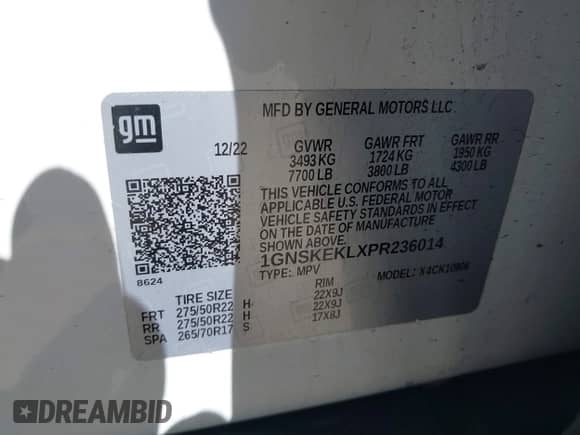 gm
MFD BY GENERAL MOTORS LLC
12/22 GVWR GAWR FRT GAWR RR
3493 KG 1724 KG 1950 KG
7700 LB 3800 LB 4300 LB
THIS VEHICLE CONFORMS TO ALL
APPLICABLE U.S. FEDERAL MOTOR
VEHICLE SAFETY STANDARDS IN EFFECT
ON THE DATE OF MANUFACTURE
SHOWN ABOVE.
1GNSKEKLXPR236014
TYPE: MPV MODEL:
8624
TIRE SIZE RIM
FRT 275/50R22 H 22X9J
RR 275/50R22 H 22X9J
SPA 265/70R17 S 17X8J
DREAMBID